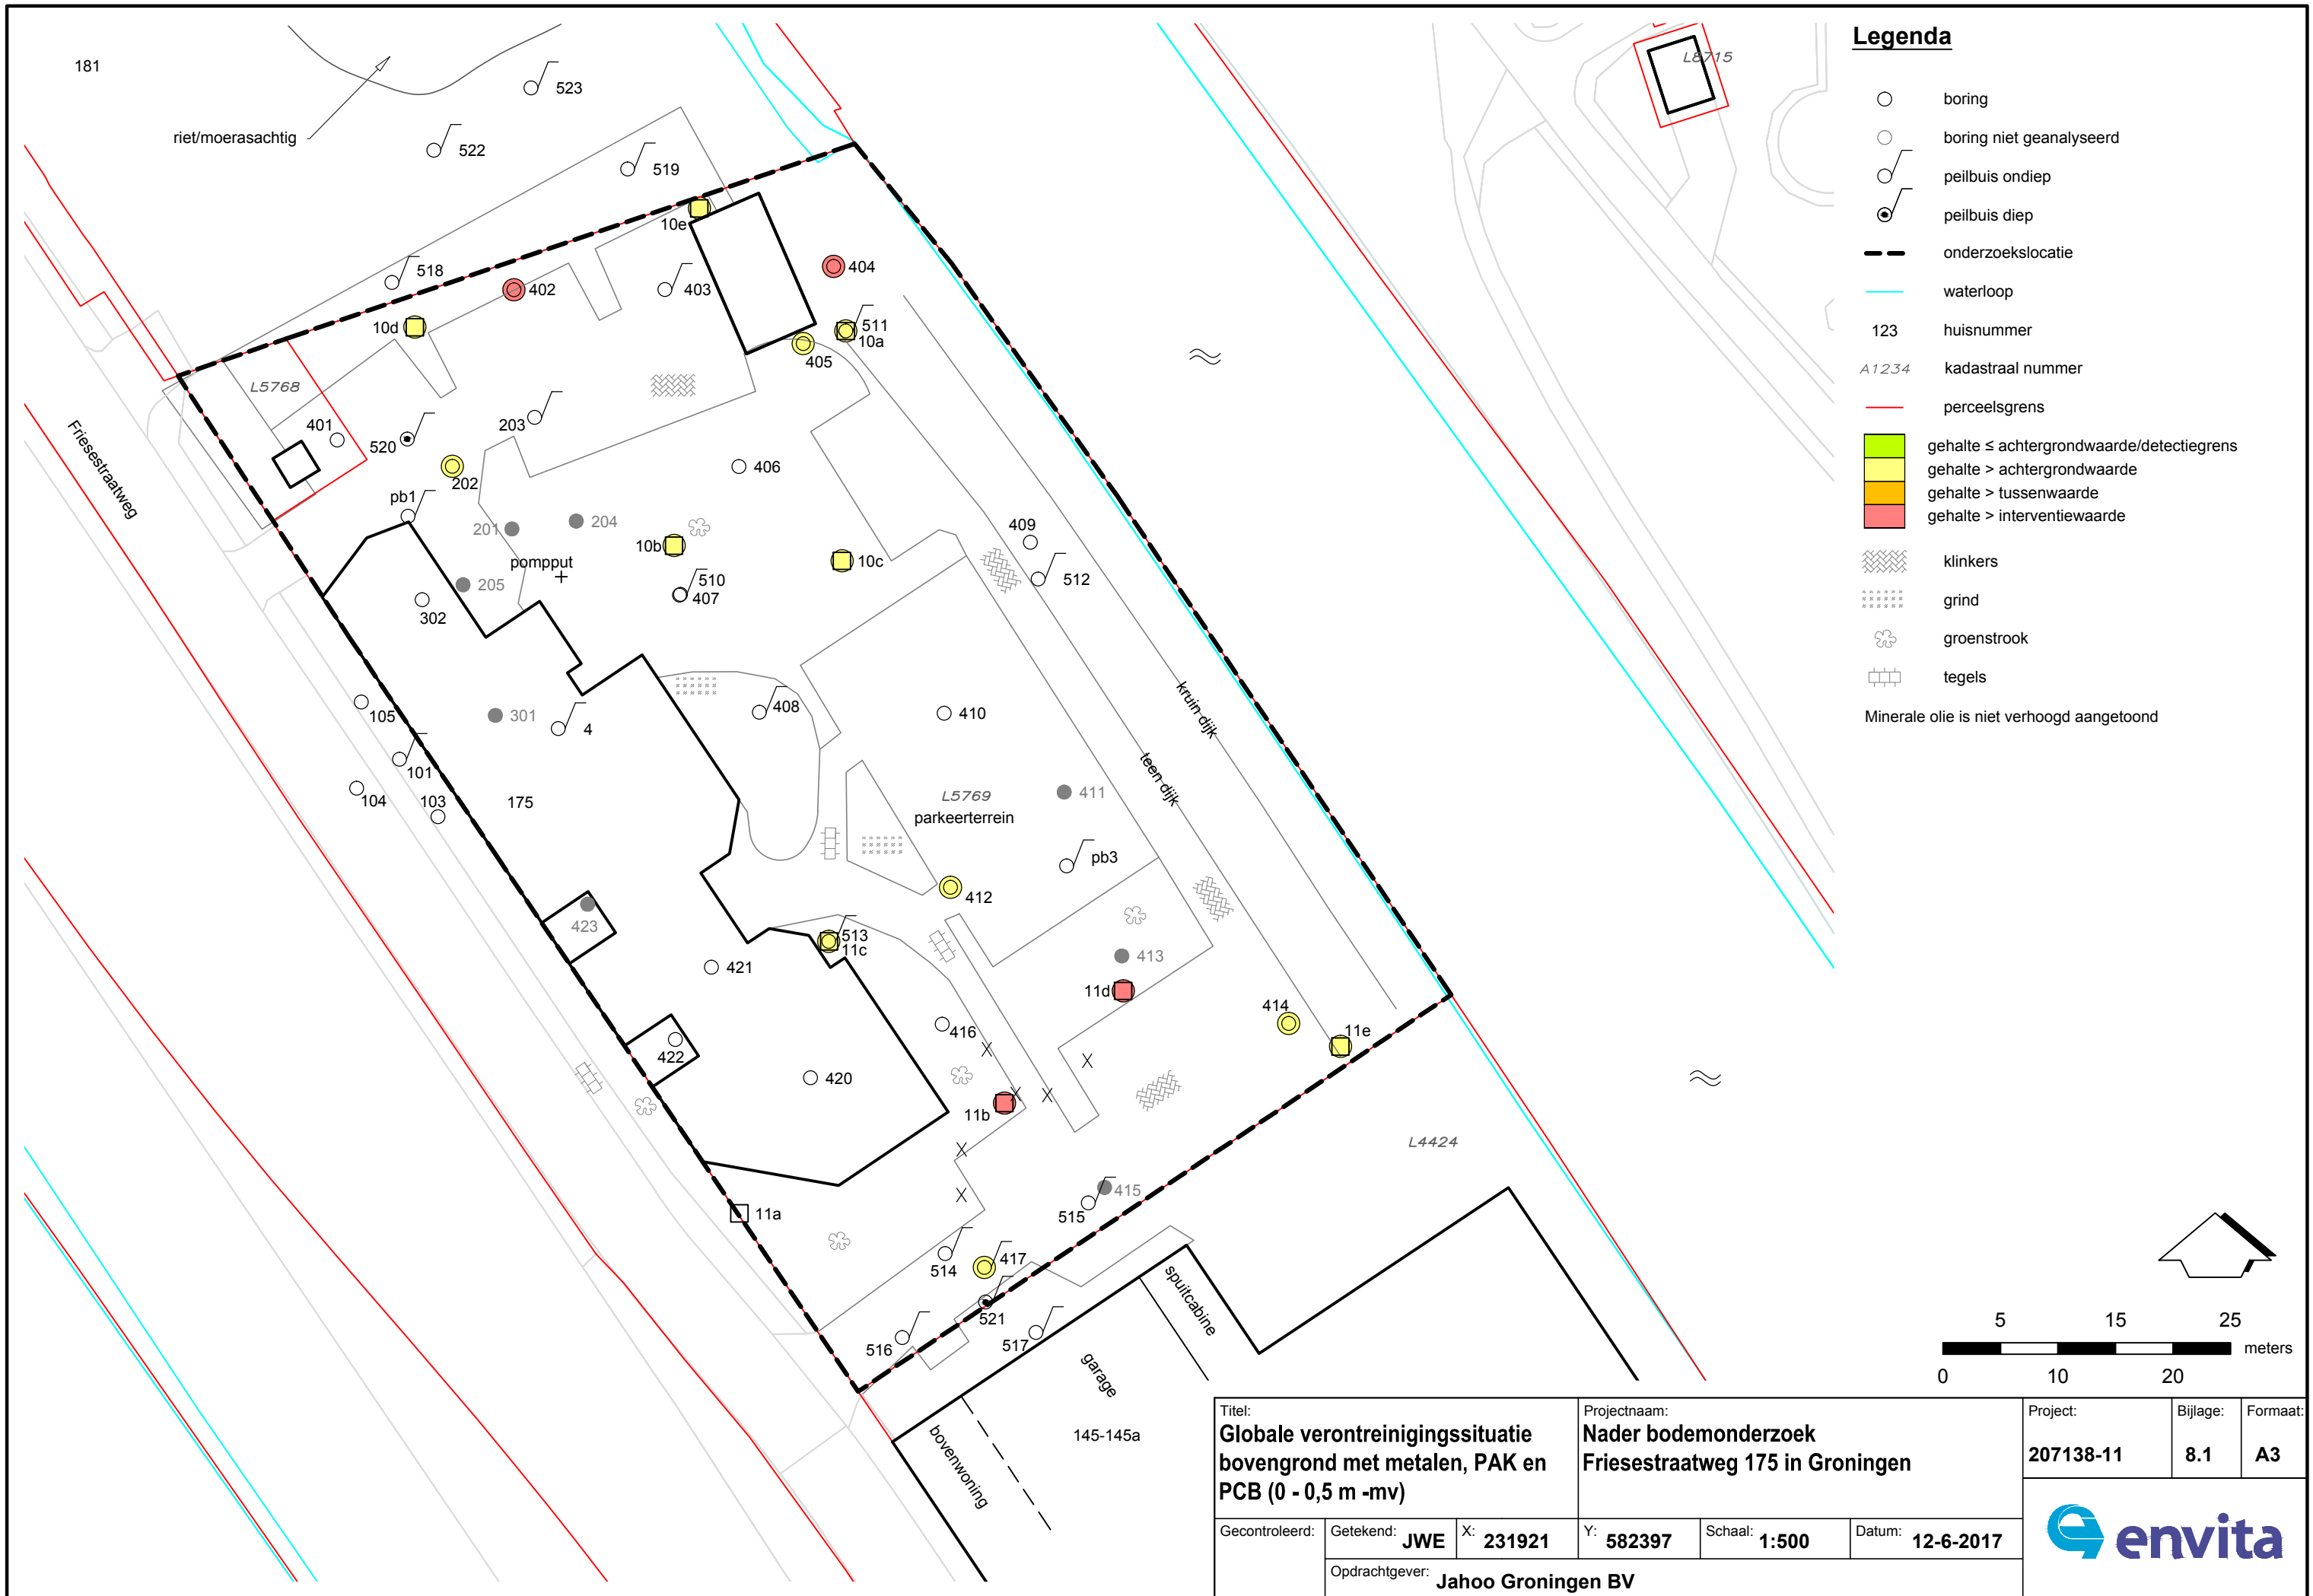 181
riet/moerasachtig
523
522
519
518
10e
402
403
404
10d
511
10a
405
L5768
401
520
203
202
406
pb1
201
204
10b
10c
409
512
pompput
205
302
510
407
Friesestraatweg
105
301
4
408
410
101
104
103
175
kruin dijk
teen dijk
L5769
parkeerterrein
411
pb3
412
423
513
11c
421
413
11d
414
11e
416
422
420
11b
L4424
11a
415
515
514
417
521
516
517
spuitcabine
garage
bovenwoning
145-145a
L8715
Legenda
boring
boring niet geanalyseerd
peilbuis ondiep
peilbuis diep
onderzoekslocatie
waterloop
123 huisnummer
A1234 kadastraal nummer
perceelsgrens
gehalte ≤ achtergrondwaarde/detectiegrens
gehalte > achtergrondwaarde
gehalte > tussenwaarde
gehalte > interventiewaarde
klinkers
grind
groenstrook
tegels
Minerale olie is niet verhoogd aangetoond
5 15 25
meters
0 10 20
Titel:
Globale verontreinigingssituatie
bovengrond met metalen, PAK en
PCB (0 - 0,5 m -mv)
Projectnaam:
Nader bodemonderzoek
Friesestraatweg 175 in Groningen
Project:
207138-11
Bijlage:
8.1
Formaat:
A3
Gecontroleerd:
Getekend: JWE
X: 231921
Y: 582397
Schaal: 1:500
Datum: 12-6-2017
Opdrachtgever: Jahoo Groningen BV
envita